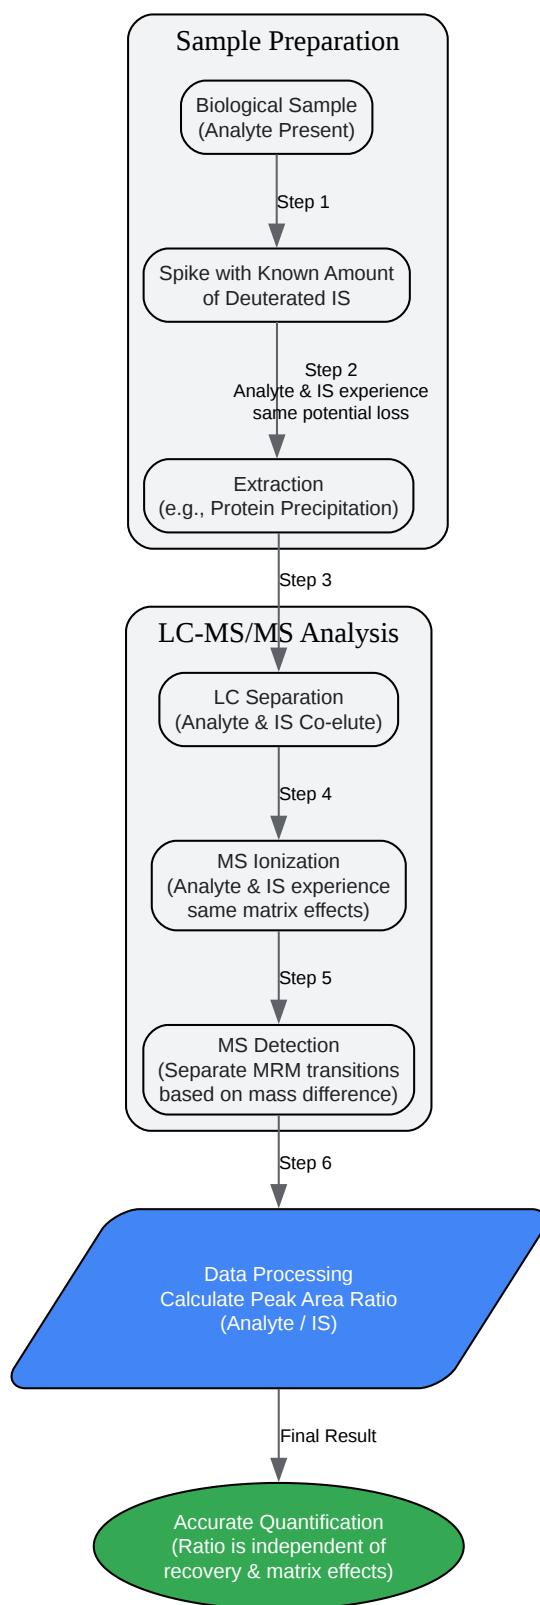 Sample Preparation
Biological Sample
(Analyte Present)
Step 1
Spike with Known Amount
of Deuterated IS
Step 2
Analyte & IS experience
same potential loss
Extraction
(e.g., Protein Precipitation)
Step 3
LC-MS/MS Analysis
LC Separation
(Analyte & IS Co-elute)
Step 4
MS Ionization
(Analyte & IS experience
same matrix effects)
Step 5
MS Detection
(Separate MRM transitions
based on mass difference)
Step 6
Data Processing
Calculate Peak Area Ratio
(Analyte / IS)
Final Result
Accurate Quantification
(Ratio is independent of
recovery & matrix effects)